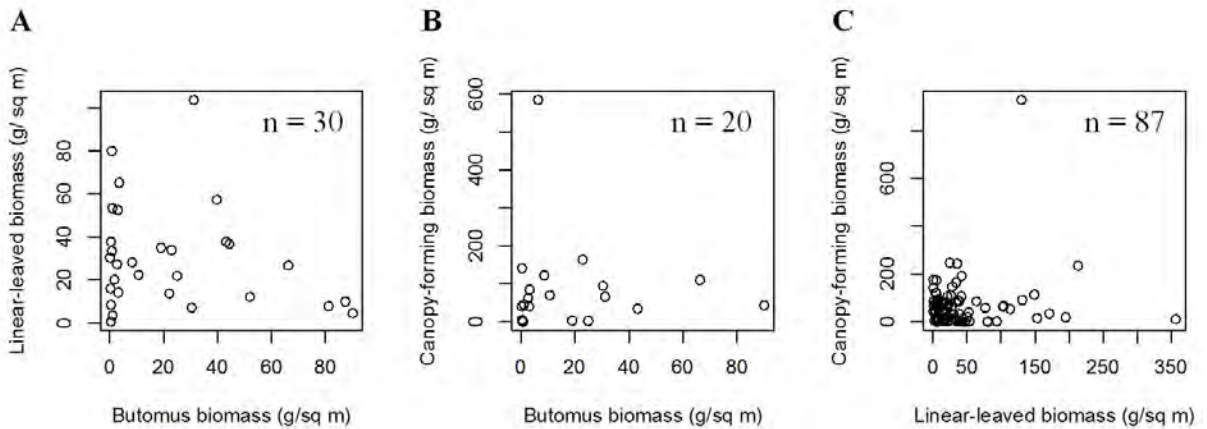 A
B
C
Linear-leaved biomass (g/ sq m)
0 20 40 60 80
n = 30
0 20 40 60 80
Butomus biomass (g/sq m)
Canopy-forming biomass (g/ sq m)
0 200 400 600
n = 20
0 20 40 60 80
Butomus biomass (g/sq m)
Canopy-forming biomass (g/ sq m)
0 200 600
n = 87
0 50 150 250 350
Linear-leaved biomass (g/sq m)